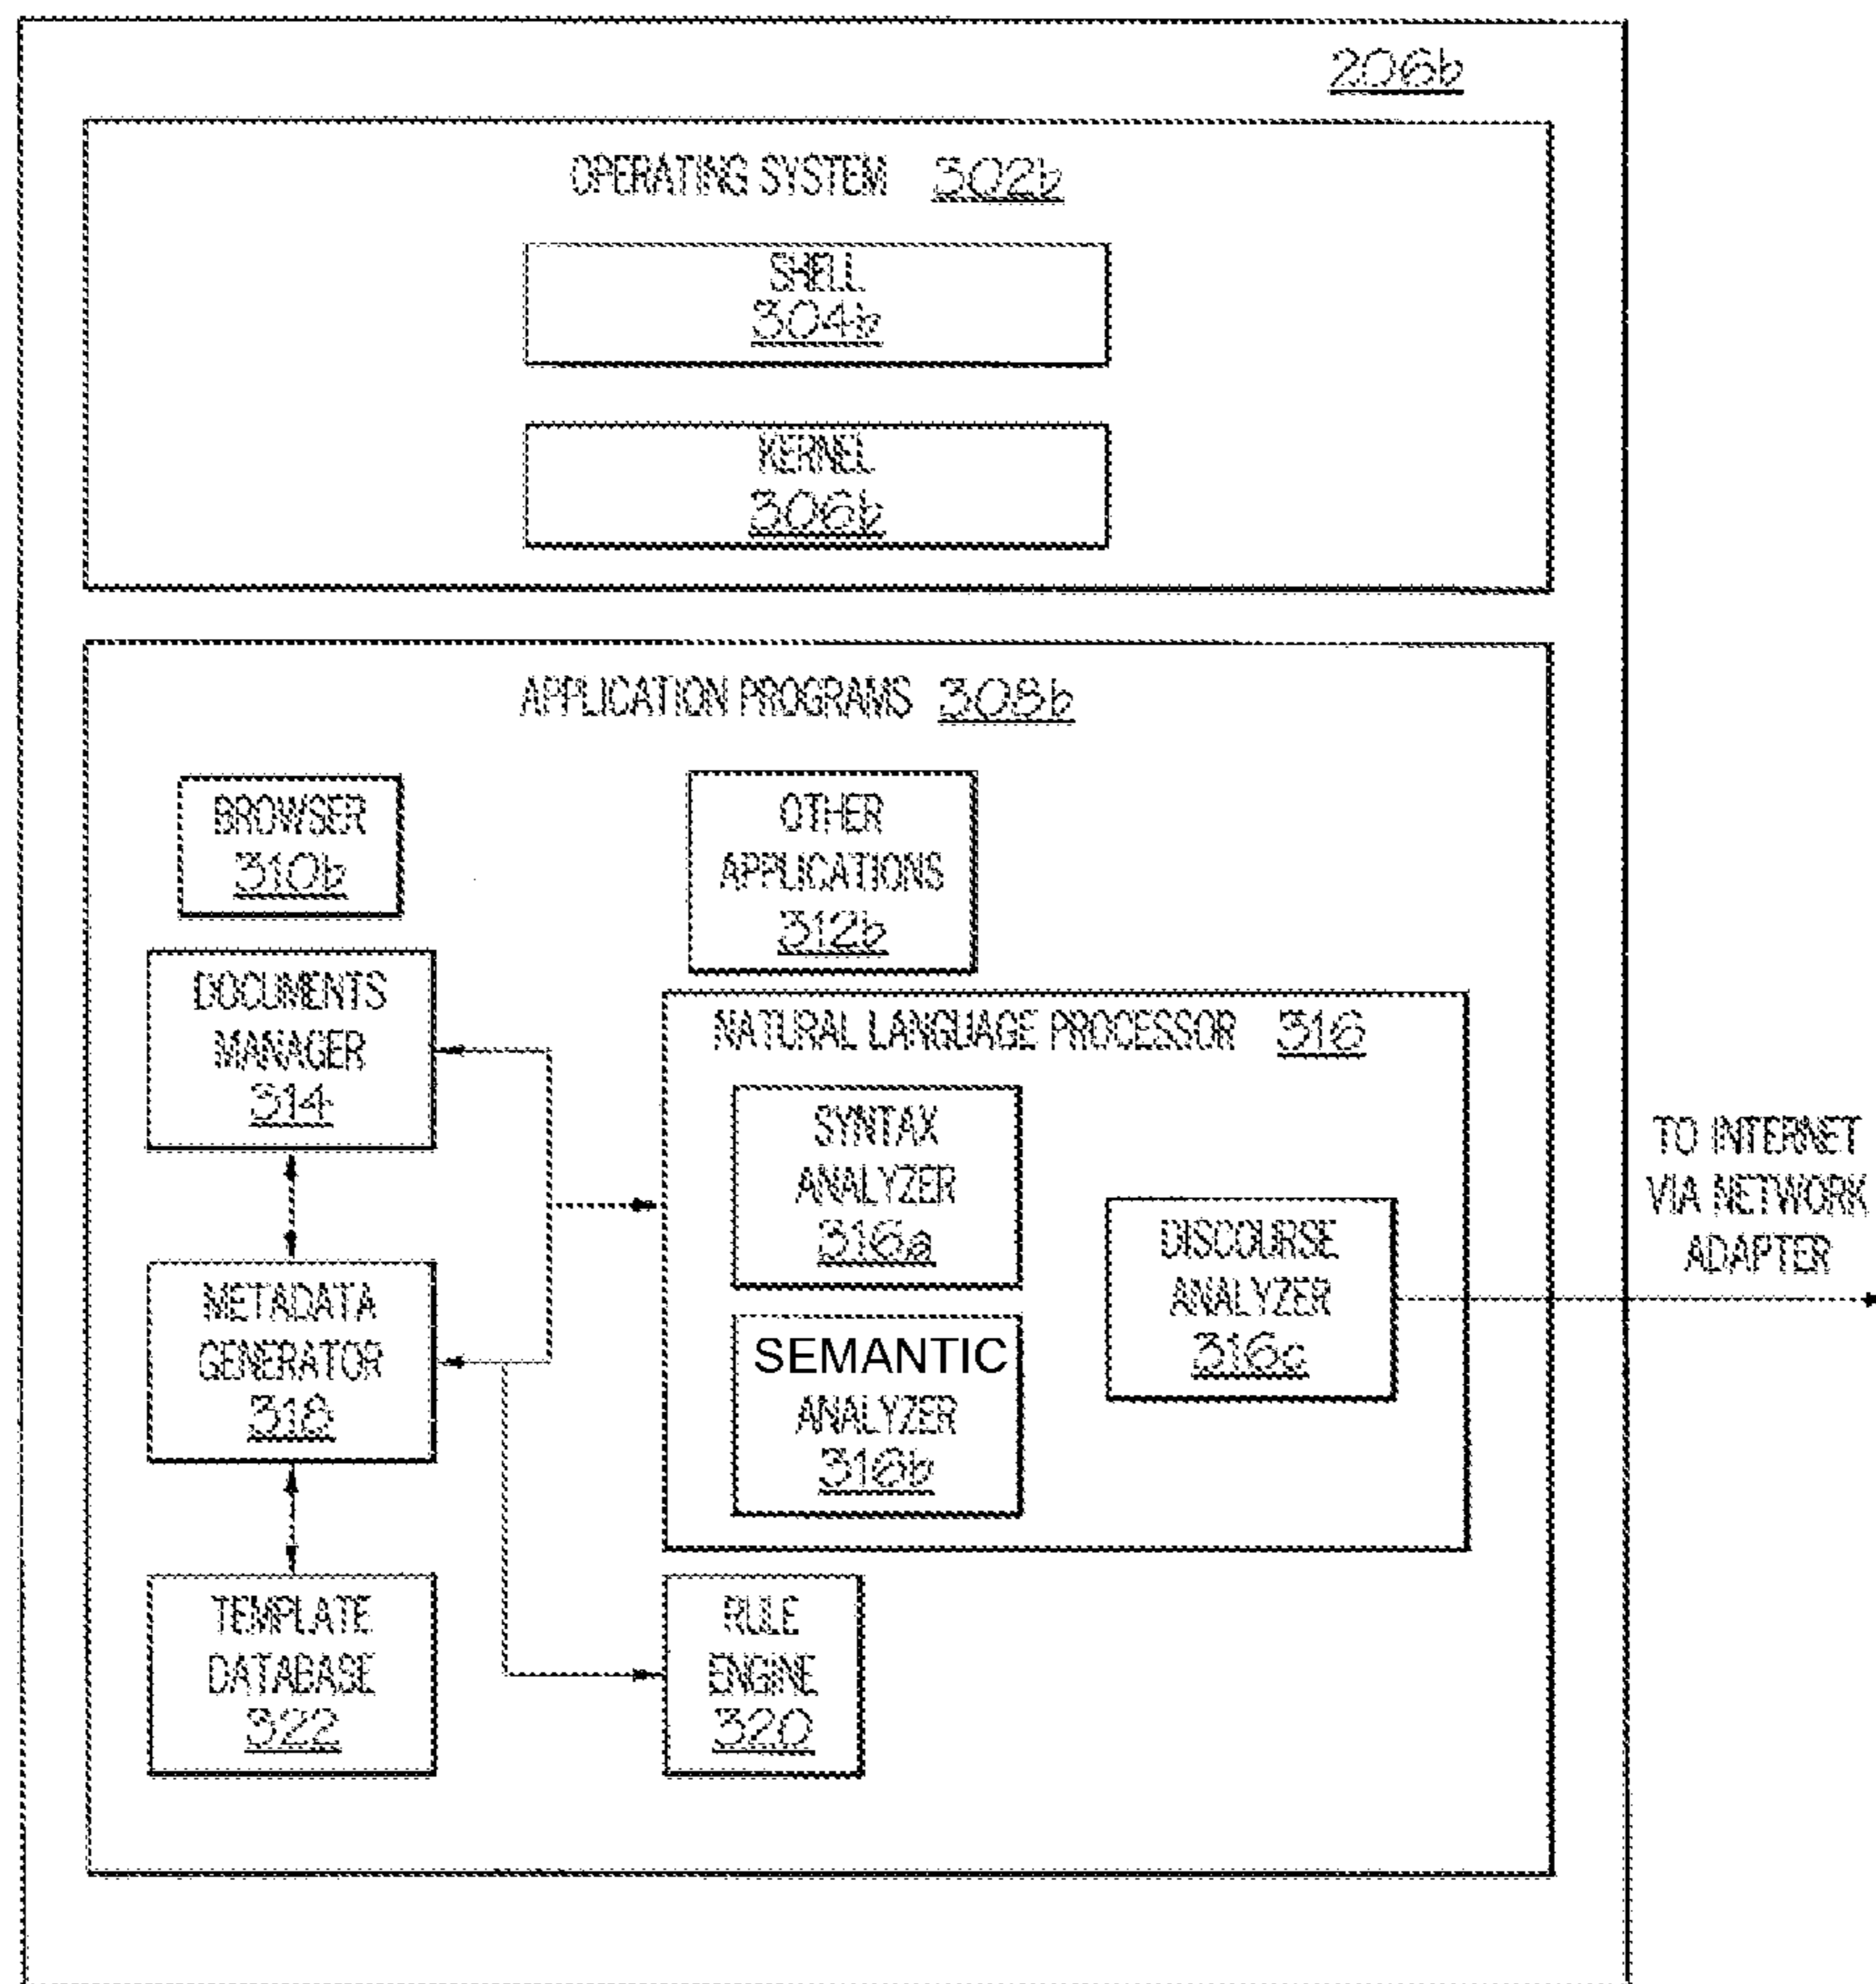 206b
OPERATING SYSTEM 302b
SHELL
304b
KERNEL
306b
APPLICATION PROGRAMS 308b
BROWSER
310b
OTHER
APPLICATIONS
312b
DOCUMENTS
MANAGER
314
NATURAL LANGUAGE PROCESSOR 316
SYNTAX
ANALYZER
316a
DISCOURSE
ANALYZER
316c
SEMANTIC
ANALYZER
316b
METADATA
GENERATOR
318
TEMPLATE
DATABASE
322
RULE
ENGINE
320
TO INTERNET
VIA NETWORK
ADAPTER